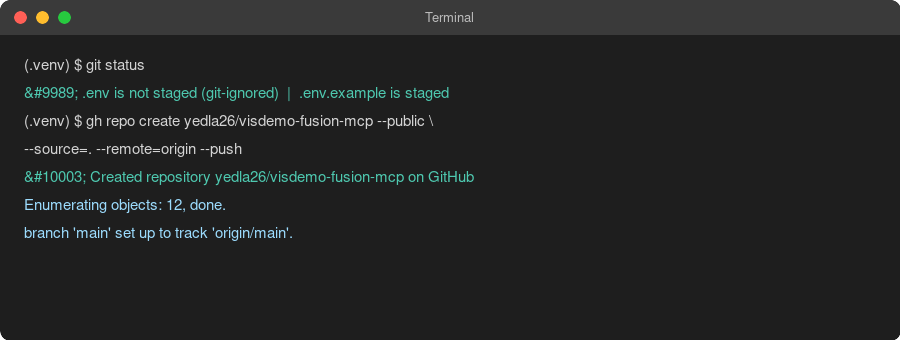 Terminal
(.venv) $ git status
&#9989; .env is not staged (git-ignored) | .env.example is staged
(.venv) $ gh repo create yedla26/visdemo-fusion-mcp --public \
--source=. --remote=origin --push
&#10003; Created repository yedla26/visdemo-fusion-mcp on GitHub
Enumerating objects: 12, done.
branch 'main' set up to track 'origin/main'.